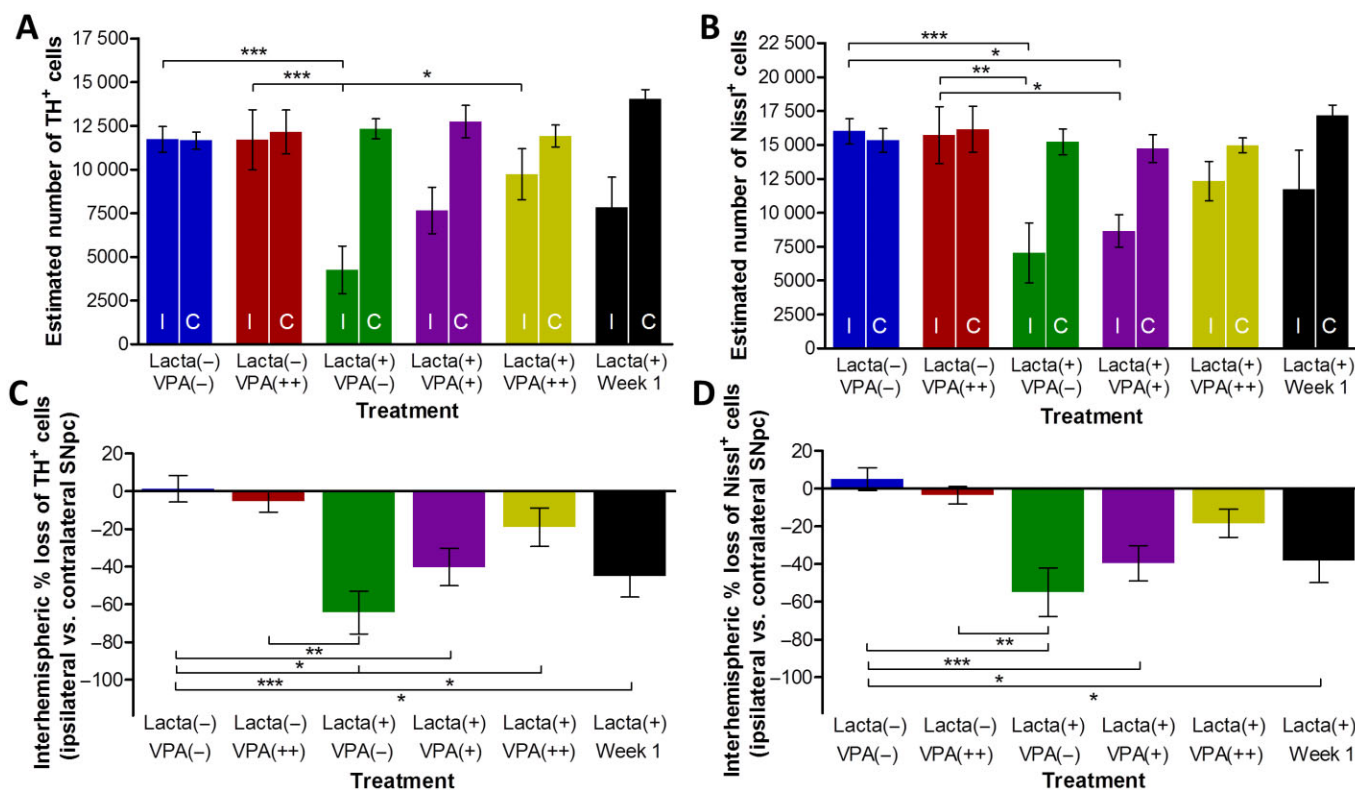 A
Estimated number of TH⁺ cells
17 500
15 000
12 500
10 000
7500
5000
2500
0
***
***
*
I C I C I C I C I C I C
Lacta(–) Lacta(–) Lacta(+) Lacta(+) Lacta(+) Lacta(+)
VPA(–) VPA(++) VPA(–) VPA(+) VPA(++) Week 1
Treatment
B
Estimated number of Nissl⁺ cells
22 500
20 000
17 500
15 000
12 500
10 000
7500
5000
2500
0
***
*
**
*
I C I C I C I C I C I C
Lacta(–) Lacta(–) Lacta(+) Lacta(+) Lacta(+) Lacta(+)
VPA(–) VPA(++) VPA(–) VPA(+) VPA(++) Week 1
Treatment
C
Interhemispheric % loss of TH⁺ cells
(ipsilateral vs. contralateral SNpc)
20
0
–20
–40
–60
–80
–100
**
* *
***
*
Lacta(–) Lacta(–) Lacta(+) Lacta(+) Lacta(+) Lacta(+)
VPA(–) VPA(++) VPA(–) VPA(+) VPA(++) Week 1
Treatment
D
Interhemispheric % loss of Nissl⁺ cells
(ipsilateral vs. contralateral SNpc)
20
0
–20
–40
–60
–80
–100
**
***
*
*
Lacta(–) Lacta(–) Lacta(+) Lacta(+) Lacta(+) Lacta(+)
VPA(–) VPA(++) VPA(–) VPA(+) VPA(++) Week 1
Treatment